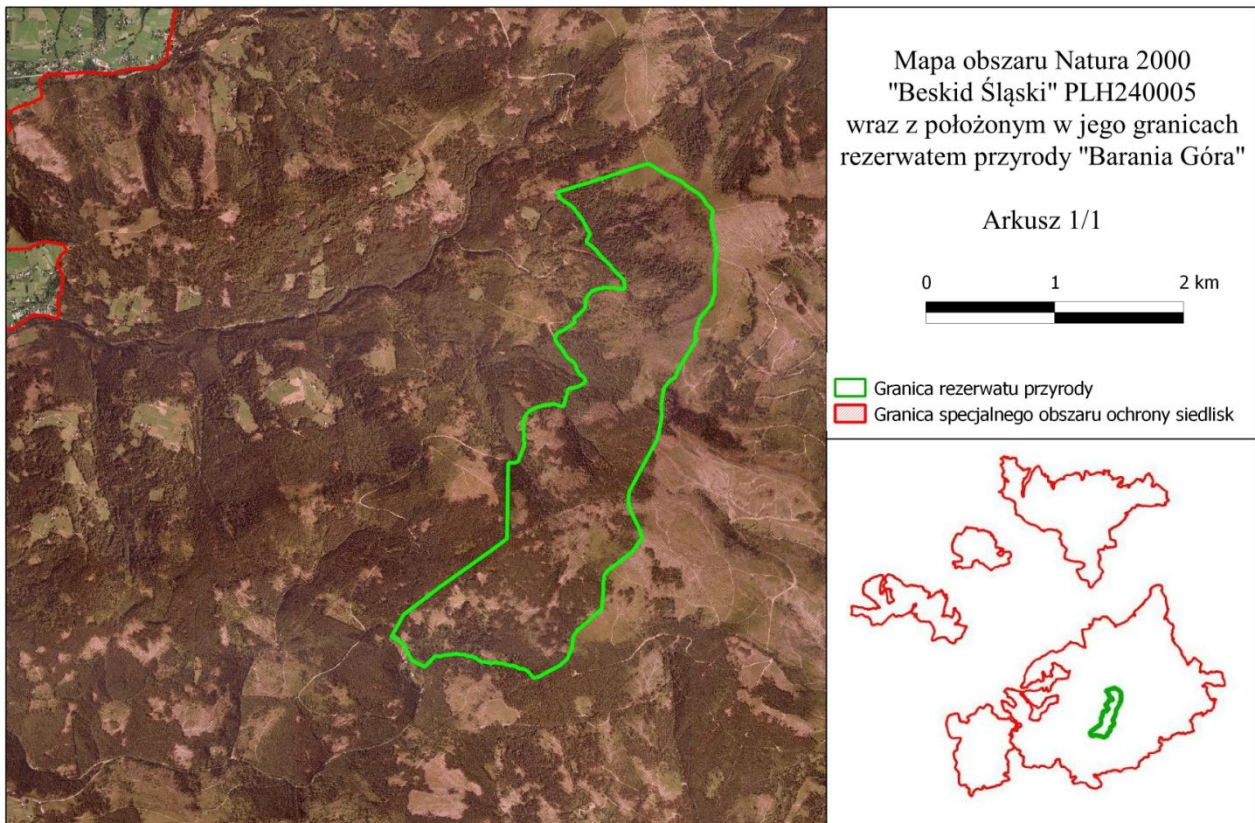 Mapa obszaru Natura 2000
"Beskid Śląski" PLH240005
wraz z położonym w jego granicach
rezerwatem przyrody "Barania Góra"
Arkusz 1/1
0 1 2 km
Granica rezerwatu przyrody
Granica specjalnego obszaru ochrony siedlisk